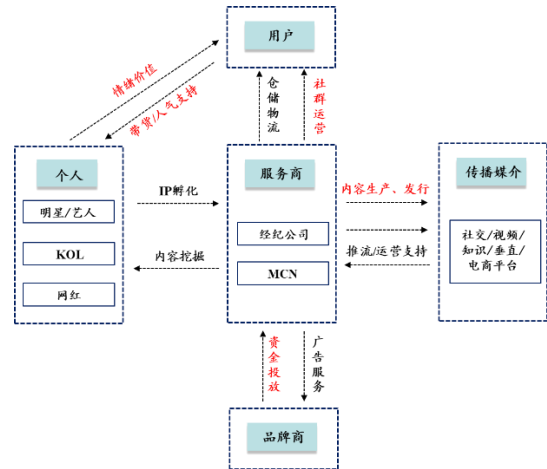 用户
情绪价值
带货/人气支持
仓储物流
社群运营
个人
明星/艺人
KOL
网红
IP孵化
内容挖掘
服务商
经纪公司
MCN
内容生产、发行
推流/运营支持
传播媒介
社交/视频/
知识/垂直/
电商平台
资金投放
广告服务
品牌商